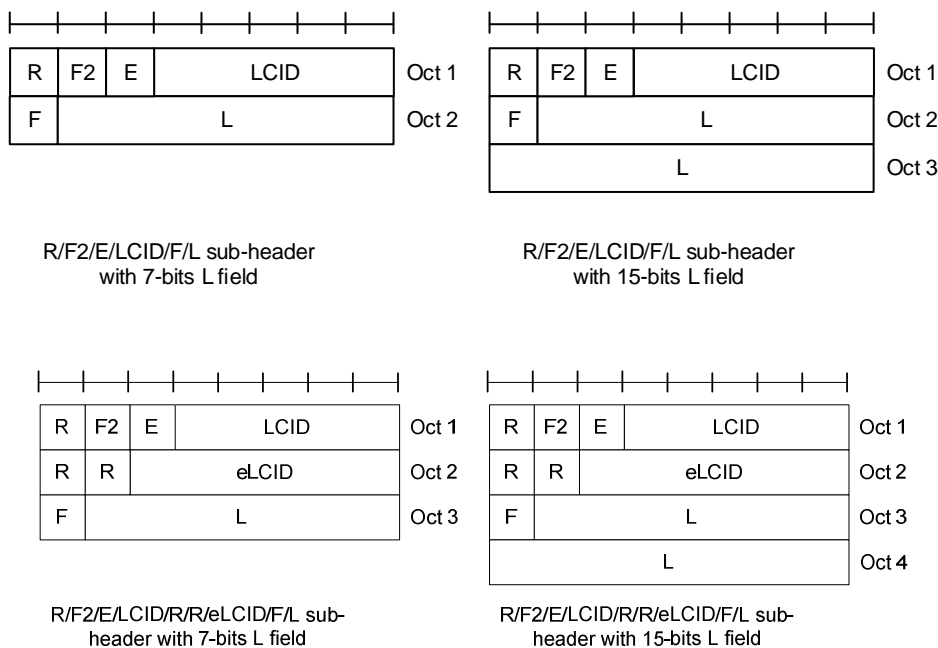 R F2 E LCID Oct 1
F L Oct 2
R/F2/E/LCID/F/L sub-header
with 7-bits L field
R F2 E LCID Oct 1
F L Oct 2
L Oct 3
R/F2/E/LCID/F/L sub-header
with 15-bits L field
R F2 E LCID Oct 1
R R eLCID Oct 2
F L Oct 3
R/F2/E/LCID/R/R/eLCID/F/L sub-
header with 7-bits L field
R F2 E LCID Oct 1
R R eLCID Oct 2
F L Oct 3
L Oct 4
R/F2/E/LCID/R/R/eLCID/F/L sub-
header with 15-bits L field